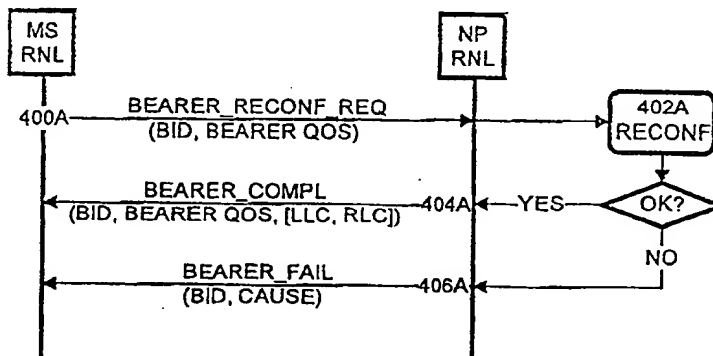 MS
RNL
NP
RNL
400A
BEARER_RECONF_REQ
(BID, BEARER QOS)
402A
RECONF
BEARER_COMPL
(BID, BEARER QOS, [LLC, RLC])
404A
YES
OK?
NO
BEARER_FAIL
(BID, CAUSE)
406A